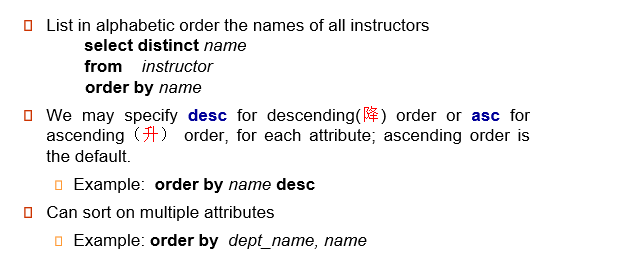 List in alphabetic order the names of all instructors
select distinct name
from instructor
order by name
We may specify desc for descending(降) order or asc for
ascending（升） order, for each attribute; ascending order is
the default.
Example: order by name desc
Can sort on multiple attributes
Example: order by dept_name, name